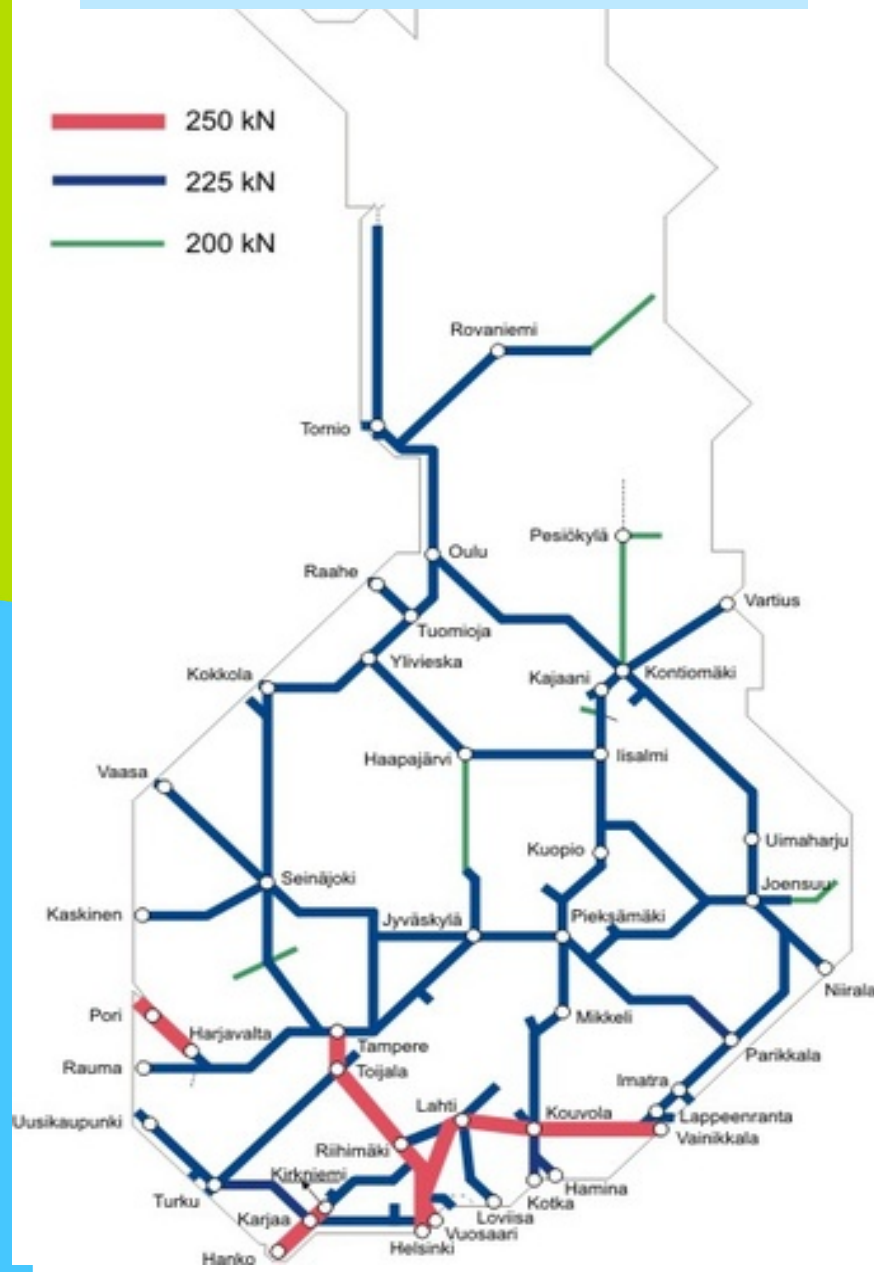 250 kN
225 kN
200 kN
Rovaniemi
Tornio
Pesiökylä
Oulu
Raahe
Vartius
Tuomioja
Ylivieska
Kokkola
Kajaani
Kontiomäki
Haapajärvi
Iisalmi
Vaasa
Uimaharju
Kuopio
Seinäjoki
Joensuu
Kaskinen
Jyväskylä
Pieksämäki
Niirala
Pori
Mikkeli
Harjavalta
Tampere
Parikkala
Rauma
Toijala
Imatra
Lahti
Kouvola
Lappeenranta
Uusikaupunki
Vainikkala
Riihimäki
Kirkniemi
Hamina
Turku
Kotka
Karjaa
Loviisa
Vuosaari
Helsinki
Hanko